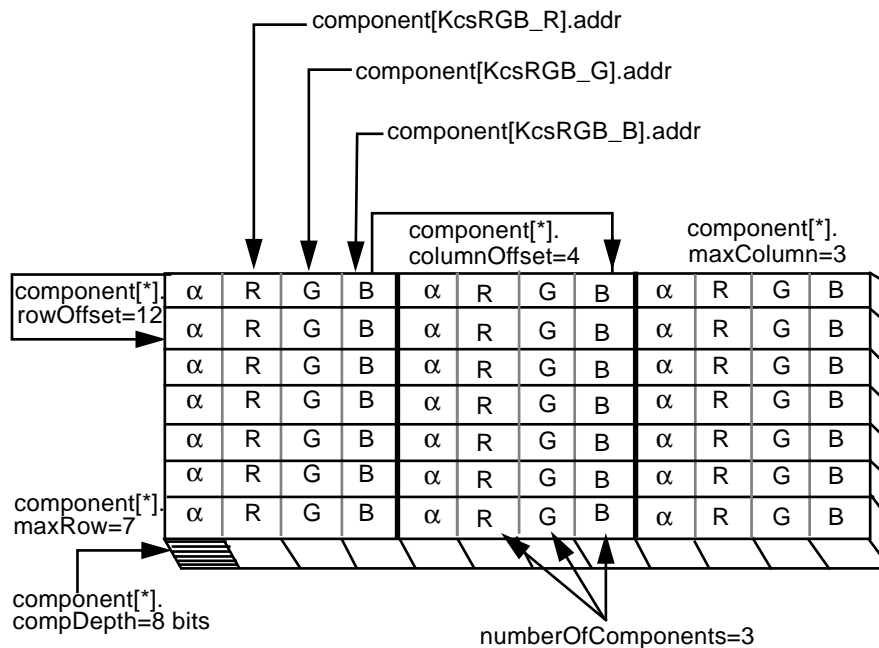 component[KcsRGB_R].addr
component[KcsRGB_G].addr
component[KcsRGB_B].addr
component[*].
columnOffset=4
component[*].
maxColumn=3
component[*].
rowOffset=12
α R G B α R G B α R G B
α R G B α R G B α R G B
α R G B α R G B α R G B
α R G B α R G B α R G B
α R G B α R G B α R G B
α R G B α R G B α R G B
α R G B α R G B α R G B
component[*].
maxRow=7
component[*].
compDepth=8 bits
numberOfComponents=3